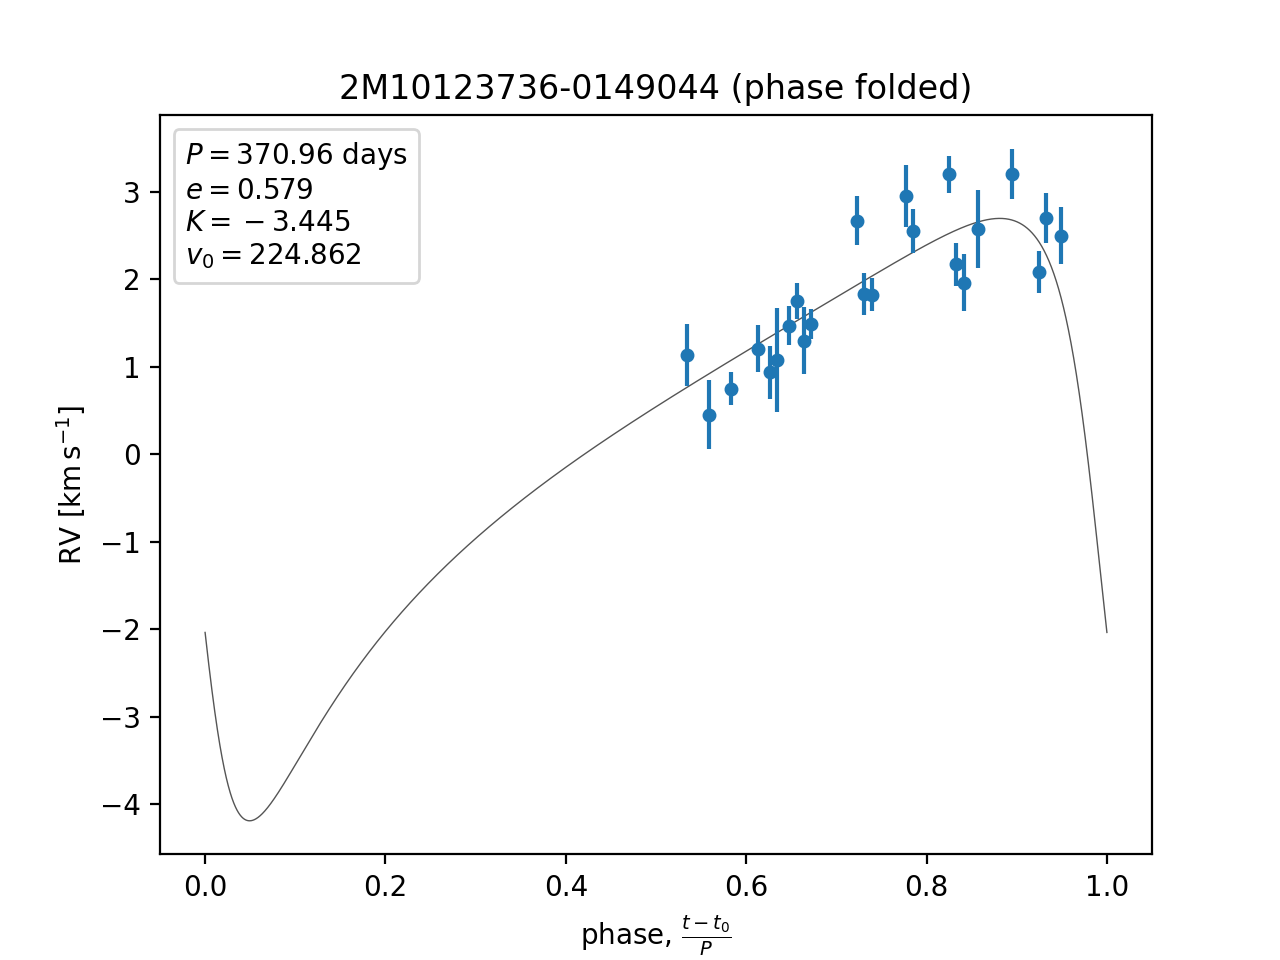 2M10123736-0149044 (phase folded)
P = 370.96 days
e = 0.579
K = −3.445
v₀ = 224.862
RV [km s⁻¹]
3
2
1
0
−1
−2
−3
−4
0.0 0.2 0.4 0.6 0.8 1.0
phase, (t − t₀)/P